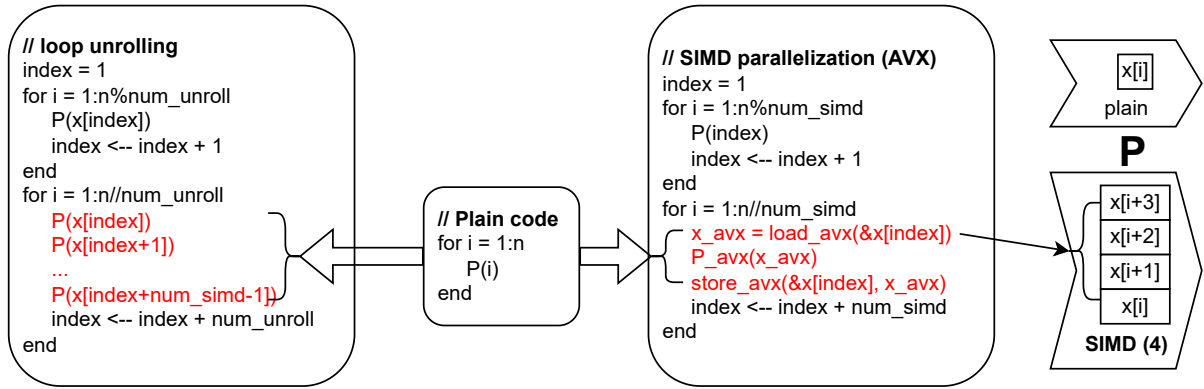 // loop unrolling
index = 1
for i = 1:n%num_unroll
P(x[index])
index <-- index + 1
end
for i = 1:n//num_unroll
P(x[index])
P(x[index+1])
...
P(x[index+num_simd-1])
index <-- index + num_unroll
end
// Plain code
for i = 1:n
P(i)
end
// SIMD parallelization (AVX)
index = 1
for i = 1:n%num_simd
P(index)
index <-- index + 1
end
for i = 1:n//num_simd
x_avx = load_avx(&x[index])
P_avx(x_avx)
store_avx(&x[index], x_avx)
index <-- index + num_simd
end
x[i]
plain
P
x[i+3]
x[i+2]
x[i+1]
x[i]
SIMD (4)